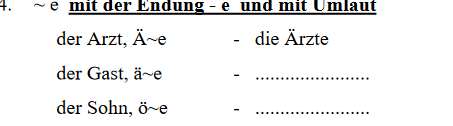 4. ~ e mit der Endung - e und mit Umlaut
der Arzt, Ä~e - die Ärzte
der Gast, ä~e - .......................
der Sohn, ö~e - .......................